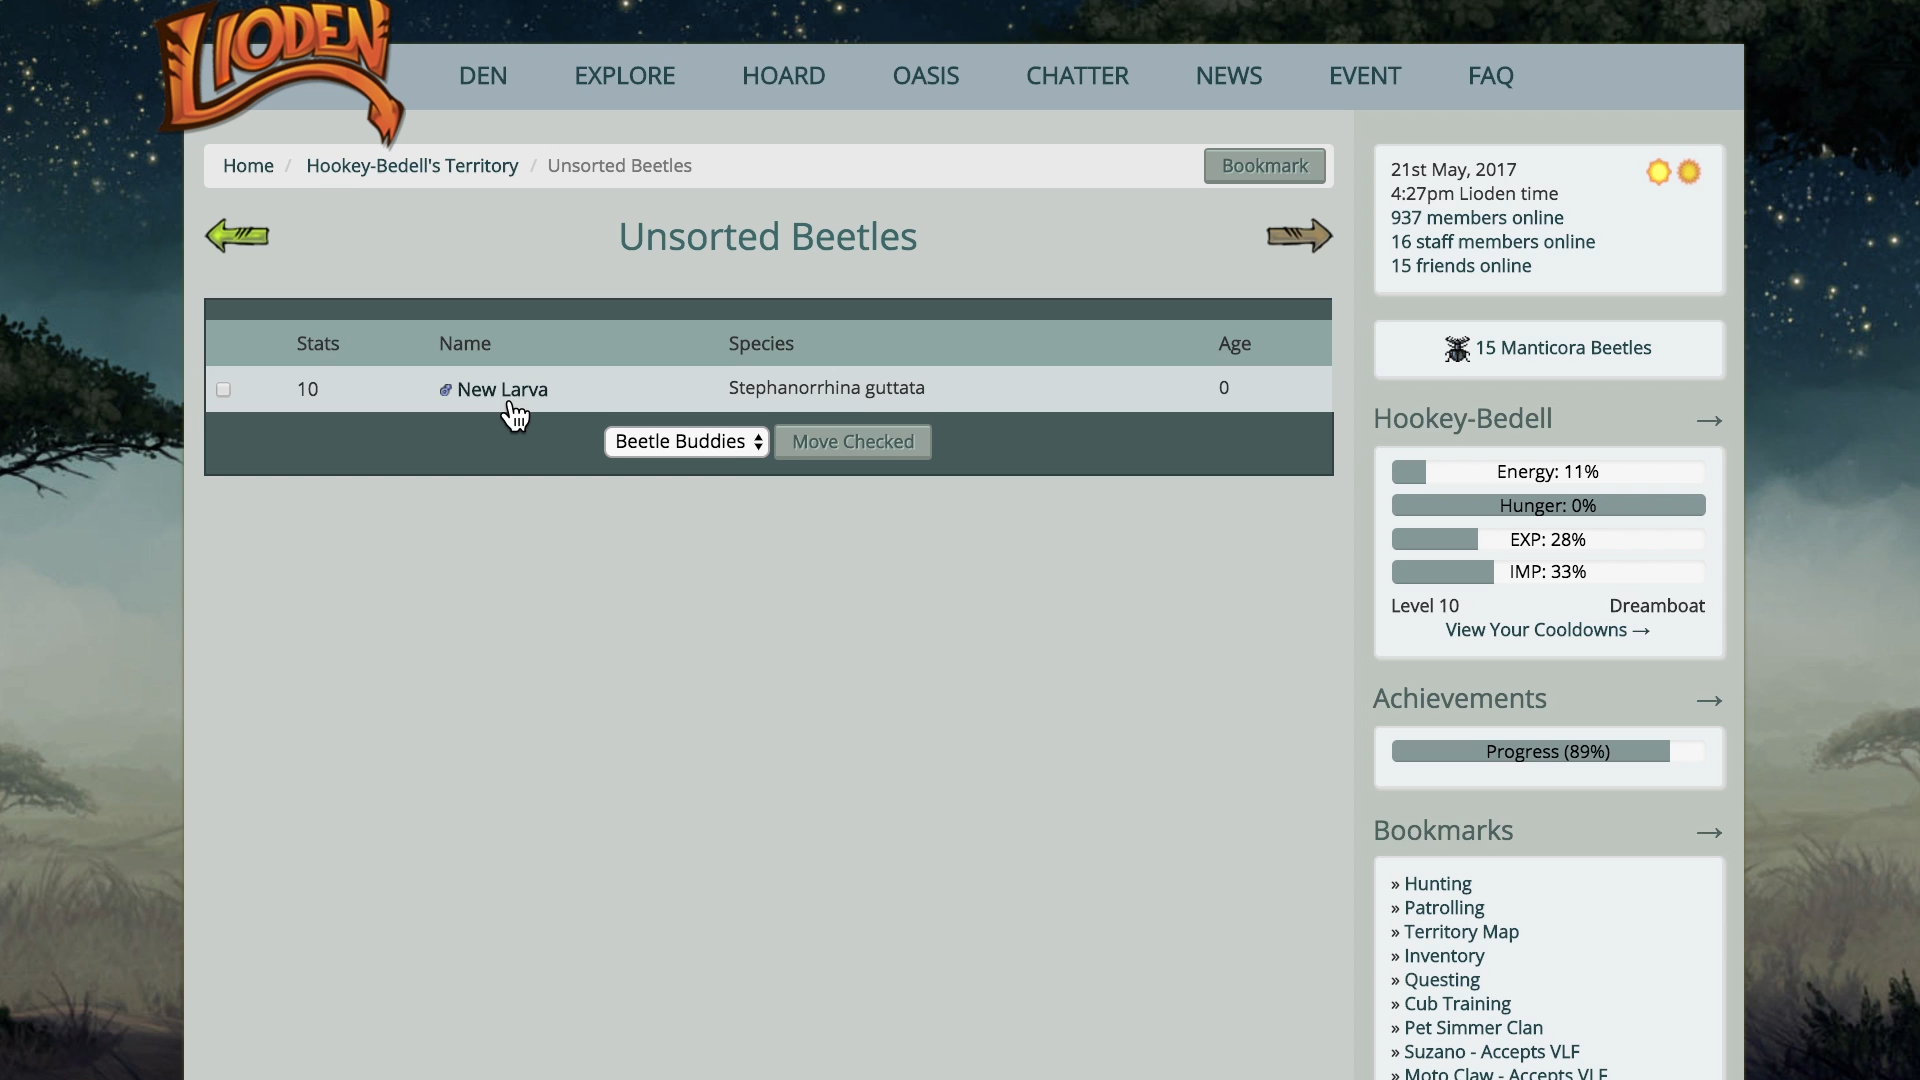 LIODEN
DEN EXPLORE HOARD OASIS CHATTER NEWS EVENT FAQ
Home / Hookey-Bedell's Territory / Unsorted Beetles Bookmark
Unsorted Beetles
Stats Name Species Age
10 New Larva Stephanorrhina guttata 0
Beetle Buddies Move Checked
21st May, 2017
4:27pm Lioden time
937 members online
16 staff members online
15 friends online
15 Manticora Beetles
Hookey-Bedell →
Energy: 11%
Hunger: 0%
EXP: 28%
IMP: 33%
Level 10 Dreamboat
View Your Cooldowns →
Achievements →
Progress (89%)
Bookmarks →
» Hunting
» Patrolling
» Territory Map
» Inventory
» Questing
» Cub Training
» Pet Simmer Clan
» Suzano - Accepts VLF
» Moto Claw - Accepts VLF